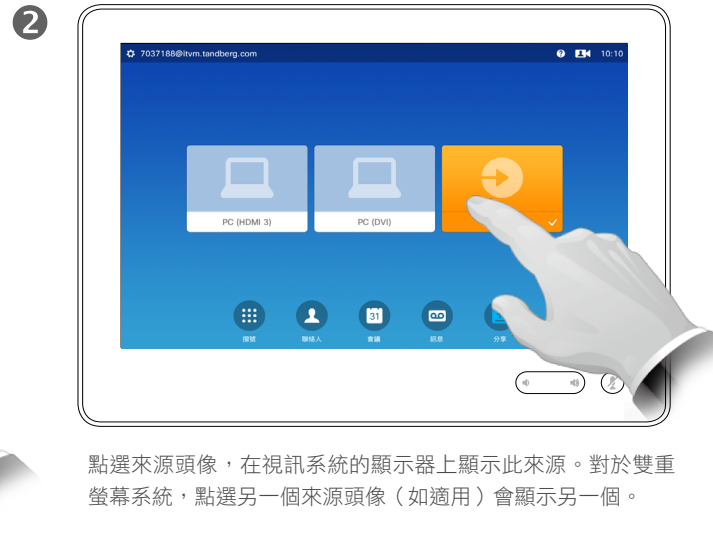 2
7037188@itvm.tandberg.com
? 10:10
PC (HDMI 3) PC (DVI)
31
撥號 聯絡人 會議 訊息 分享
點選來源頭像，在視訊系統的顯示器上顯示此來源。對於雙重
螢幕系統，點選另一個來源頭像（如適用）會顯示另一個。